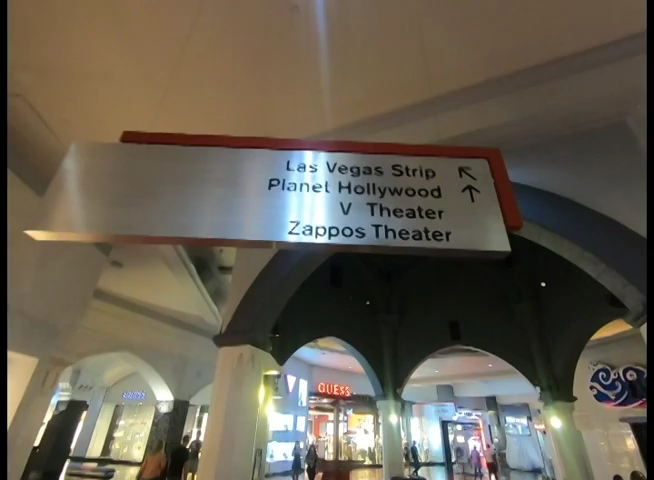 Las Vegas Strip
Planet Hollywood
V Theater
Zappos Theater
GUESS